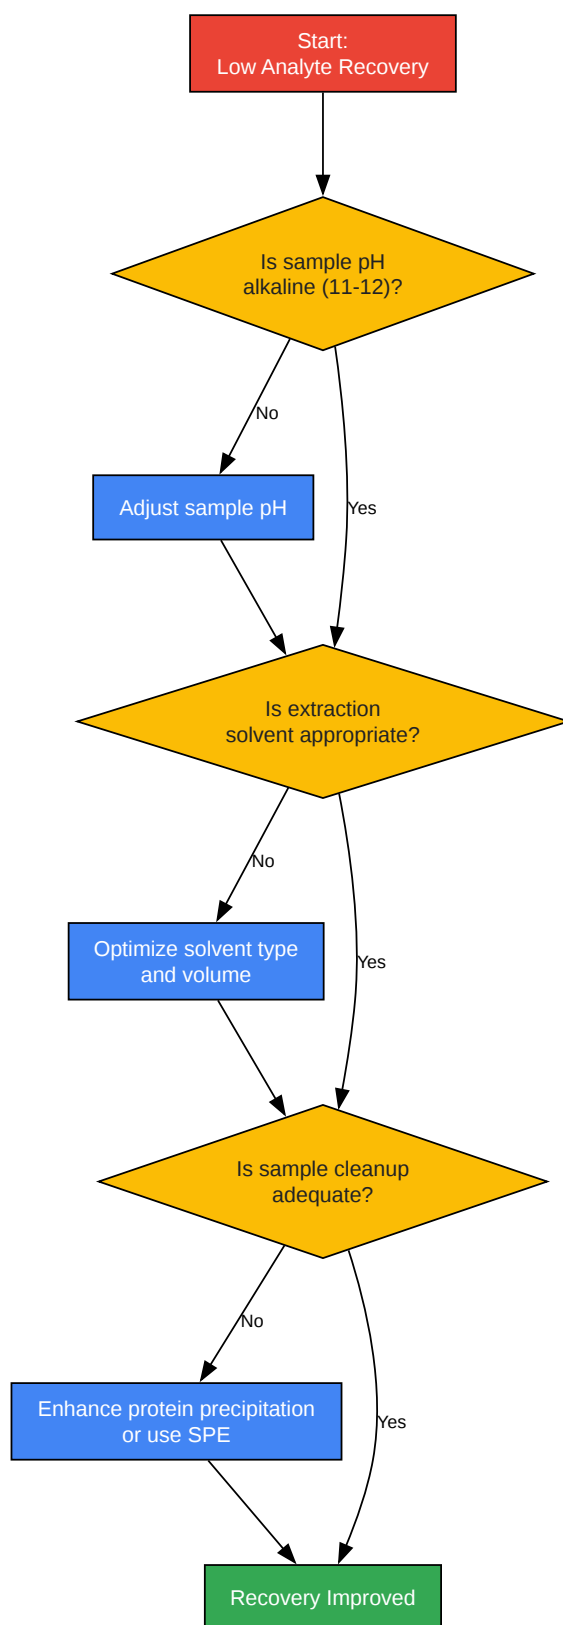 Start:
Low Analyte Recovery
Is sample pH
alkaline (11-12)?
No
Adjust sample pH
Yes
Is extraction
solvent appropriate?
No
Optimize solvent type
and volume
Yes
Is sample cleanup
adequate?
No
Enhance protein precipitation
or use SPE
Yes
Recovery Improved